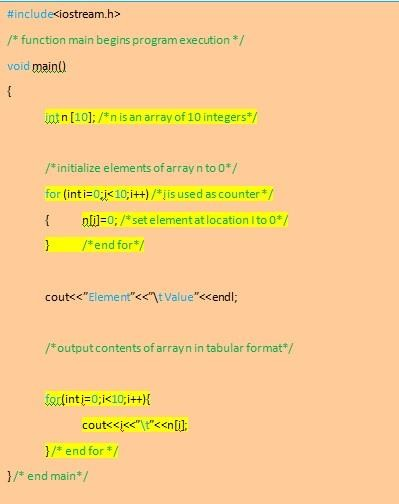 #include<iostream.h>
/* function main begins program execution */
void main()
{
int n [10]; /*n is an array of 10 integers*/
/*initialize elements of array n to 0*/
for (int i=0;i<10;i++) /*i is used as counter */
{ n[i]=0; /*set element at location I to 0*/
} /*end for*/
cout<<"Element"<<"\t Value"<<endl;
/*output contents of array n in tabular format*/
for(int i=0;i<10;i++){
cout<<i<<"\t"<<n[i];
} /* end for */
} /* end main*/